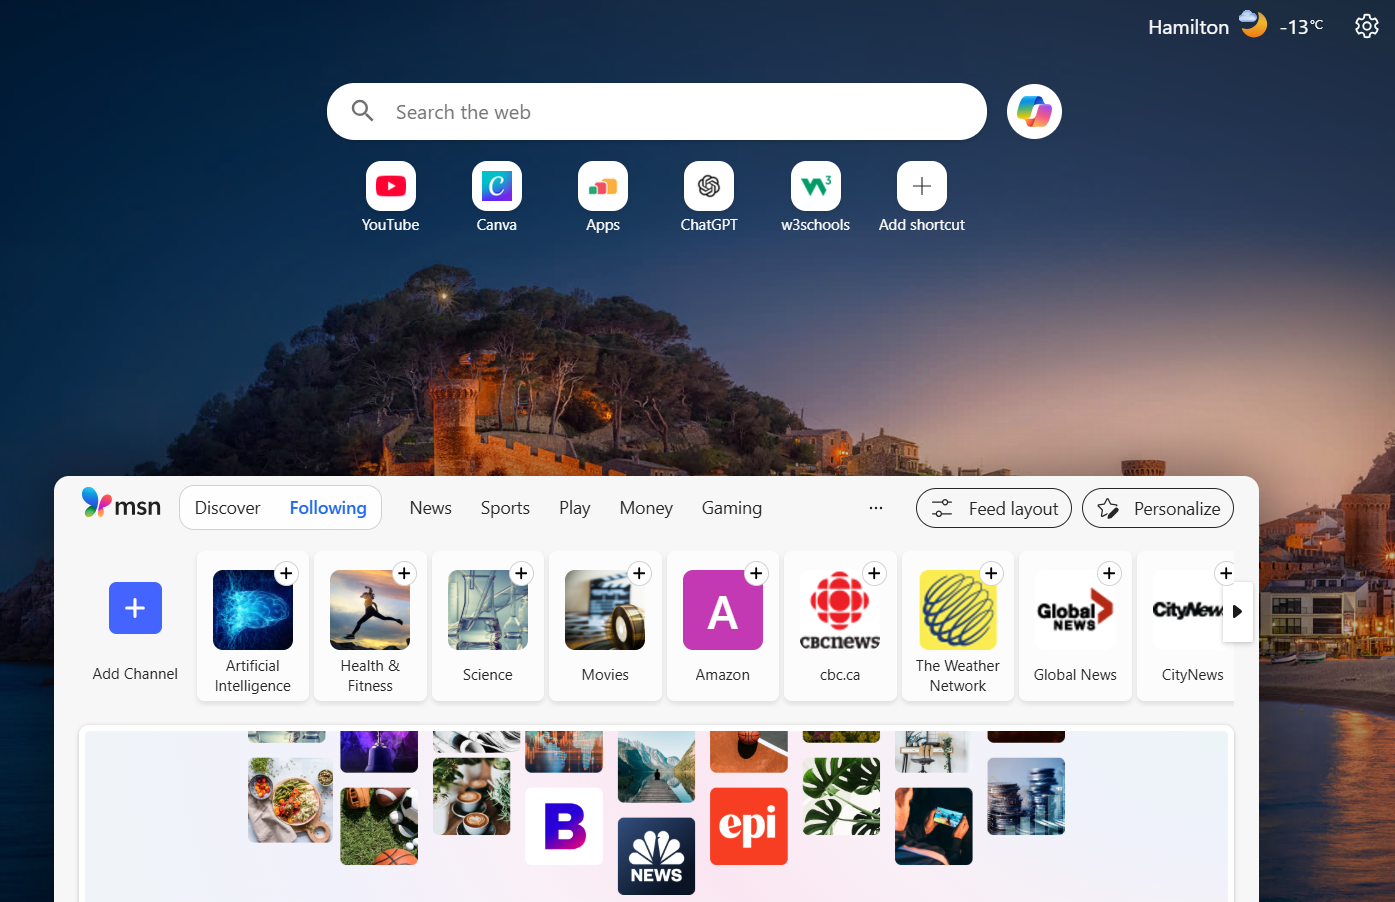 Hamilton -13°C
Search the web
YouTube
Canva
Apps
ChatGPT
w3schools
Add shortcut
msn
Discover
Following
News
Sports
Play
Money
Gaming
...
Feed layout
Personalize
Add Channel
Artificial
Intelligence
Health &
Fitness
Science
Movies
A
Amazon
CBCNEWS
cbc.ca
The Weather
Network
Global
NEWS
Global News
CityNew
CityNews
B
NEWS
epi